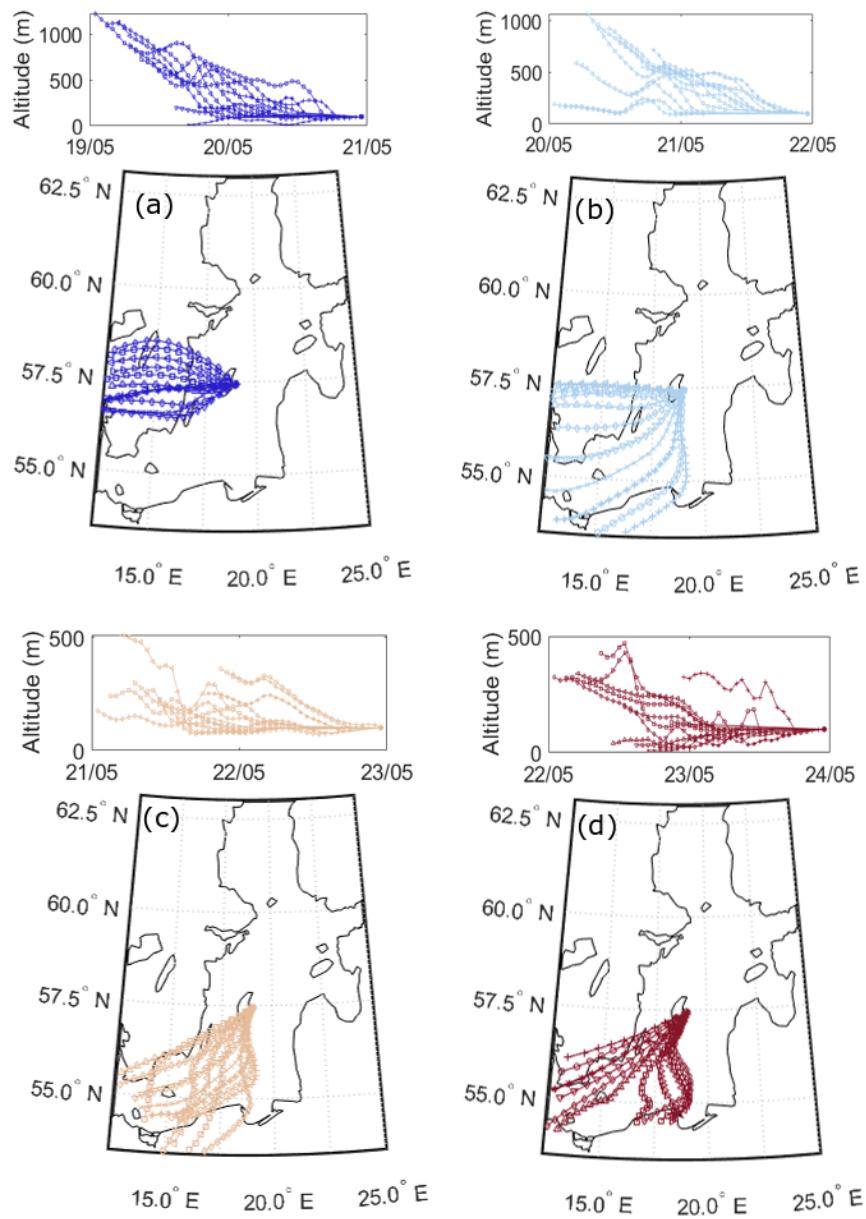 Altitude (m)
1000
500
0
19/05 20/05 21/05
Altitude (m)
1000
500
0
20/05 21/05 22/05
(a)
62.5° N
60.0° N
57.5° N
55.0° N
15.0° E 20.0° E 25.0° E
(b)
62.5° N
60.0° N
57.5° N
55.0° N
15.0° E 20.0° E 25.0° E
Altitude (m)
500
0
21/05 22/05 23/05
Altitude (m)
500
0
22/05 23/05 24/05
(c)
62.5° N
60.0° N
57.5° N
55.0° N
15.0° E 20.0° E 25.0° E
(d)
62.5° N
60.0° N
57.5° N
55.0° N
15.0° E 20.0° E 25.0° E